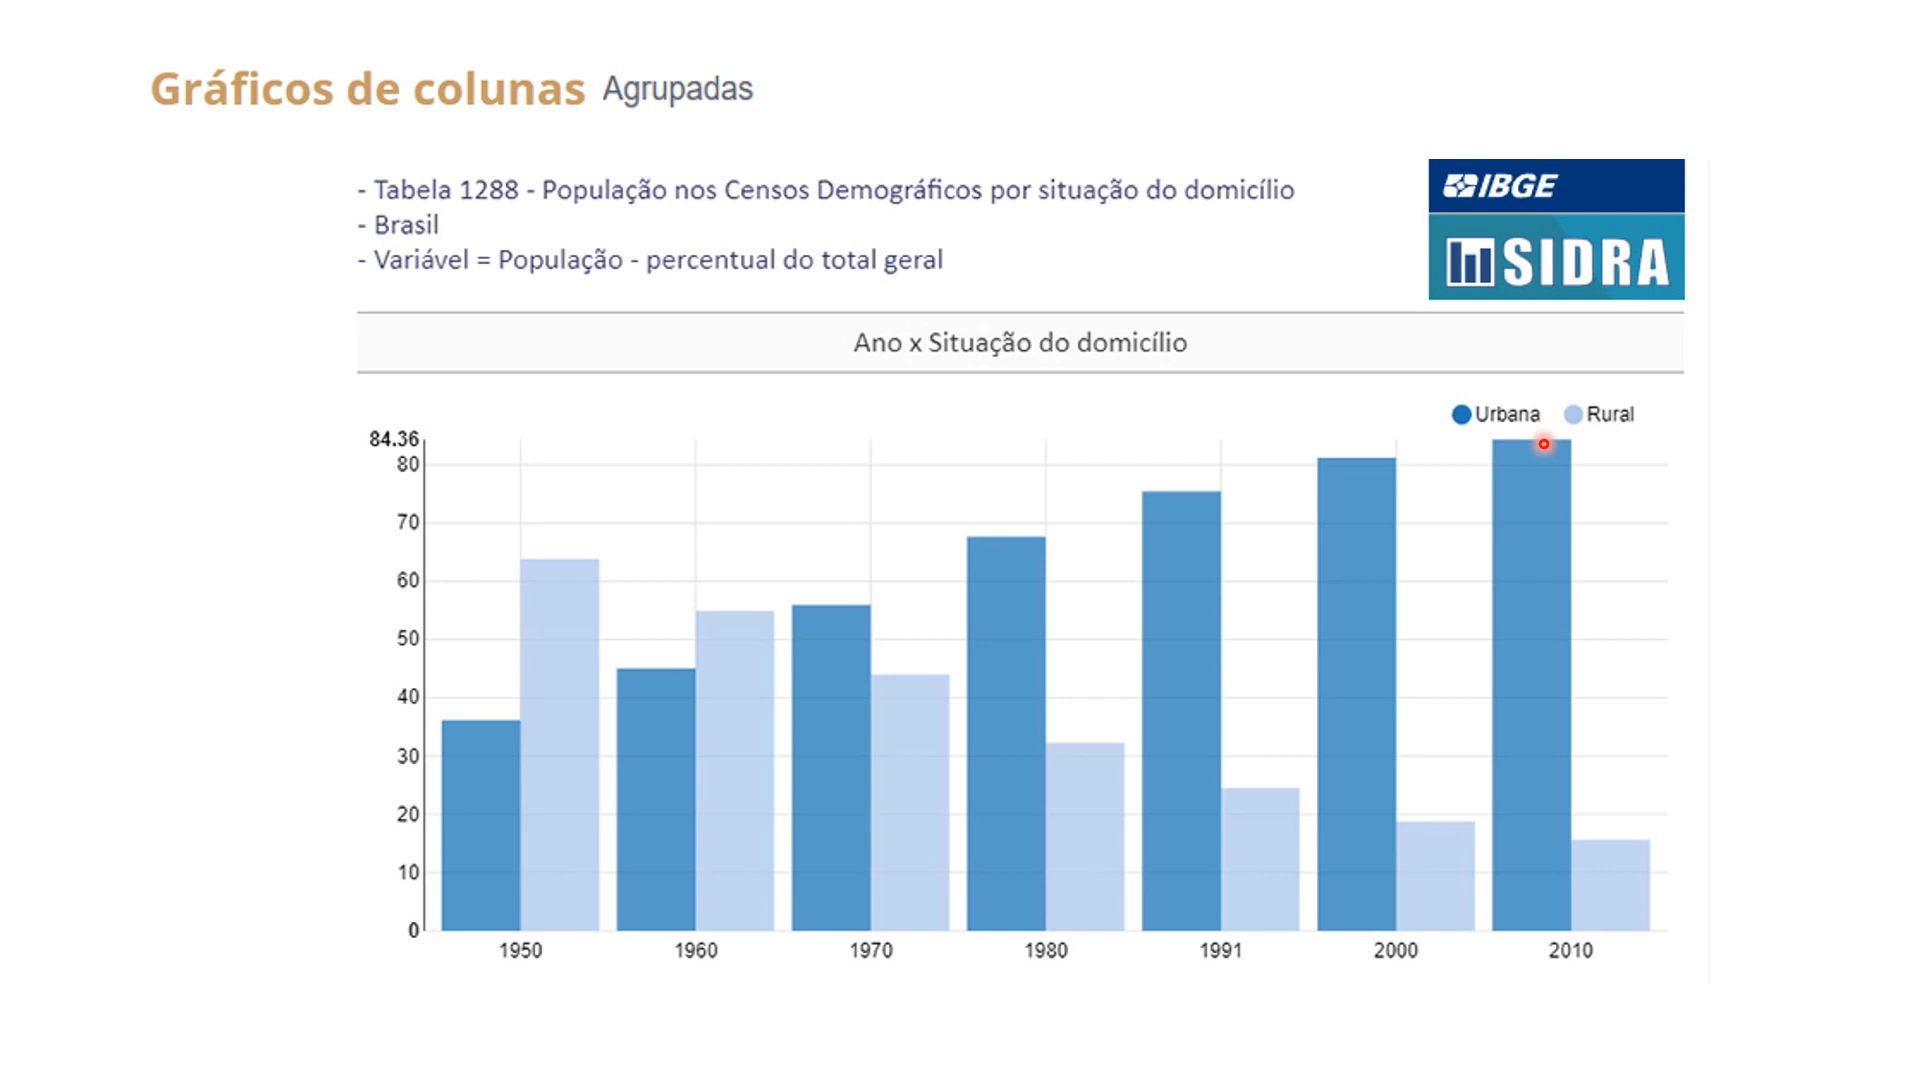 Gráficos de colunas Agrupadas
- Tabela 1288 - População nos Censos Demográficos por situação do domicílio
- Brasil
- Variável = População - percentual do total geral
IBGE
SIDRA
Ano x Situação do domicílio
Urbana Rural
84.36
80
70
60
50
40
30
20
10
0
1950 1960 1970 1980 1991 2000 2010